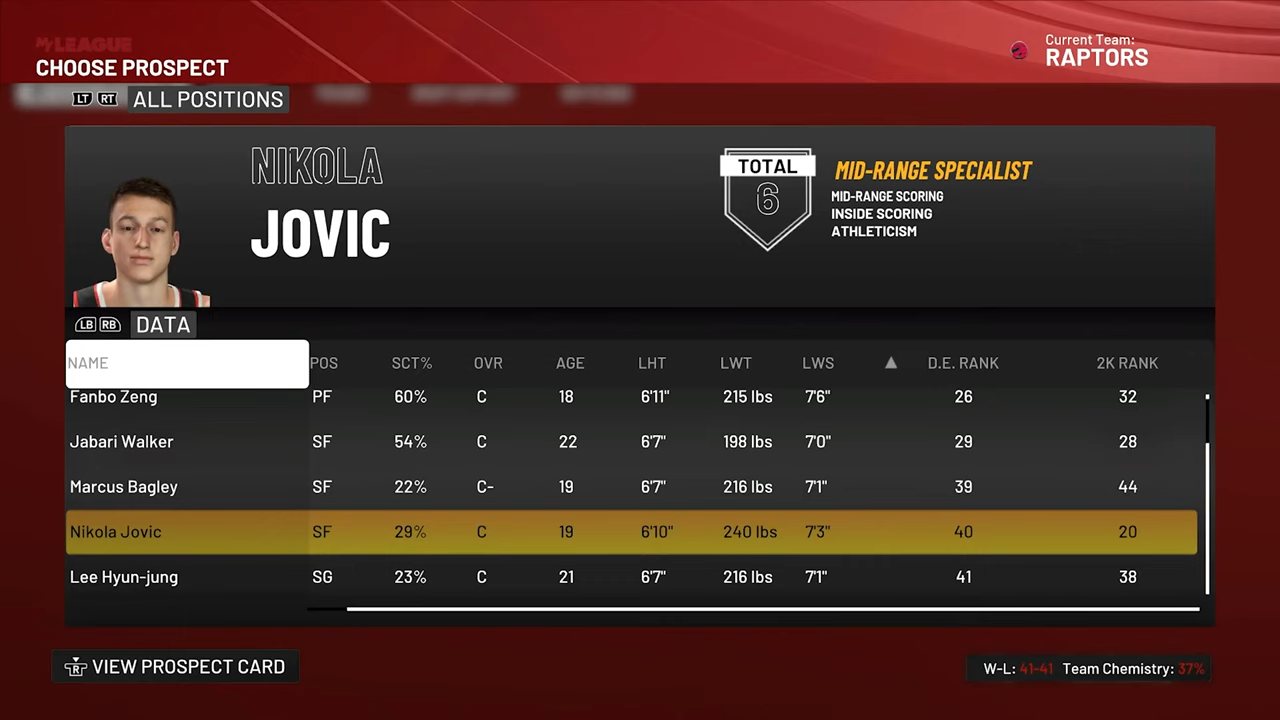 MyLEAGUE
CHOOSE PROSPECT
Current Team:
RAPTORS
LT RT ALL POSITIONS
NIKOLA
JOVIC
TOTAL
6
MID-RANGE SPECIALIST
MID-RANGE SCORING
INSIDE SCORING
ATHLETICISM
LB RB DATA
NAME POS SCT% OVR AGE LHT LWT LWS ▲ D.E. RANK 2K RANK
Fanbo Zeng PF 60% C 18 6'11" 215 lbs 7'6" 26 32
Jabari Walker SF 54% C 22 6'7" 198 lbs 7'0" 29 28
Marcus Bagley SF 22% C- 19 6'7" 216 lbs 7'1" 39 44
Nikola Jovic SF 29% C 19 6'10" 240 lbs 7'3" 40 20
Lee Hyun-jung SG 23% C 21 6'7" 216 lbs 7'1" 41 38
R VIEW PROSPECT CARD
W-L: 41-41 Team Chemistry: 37%